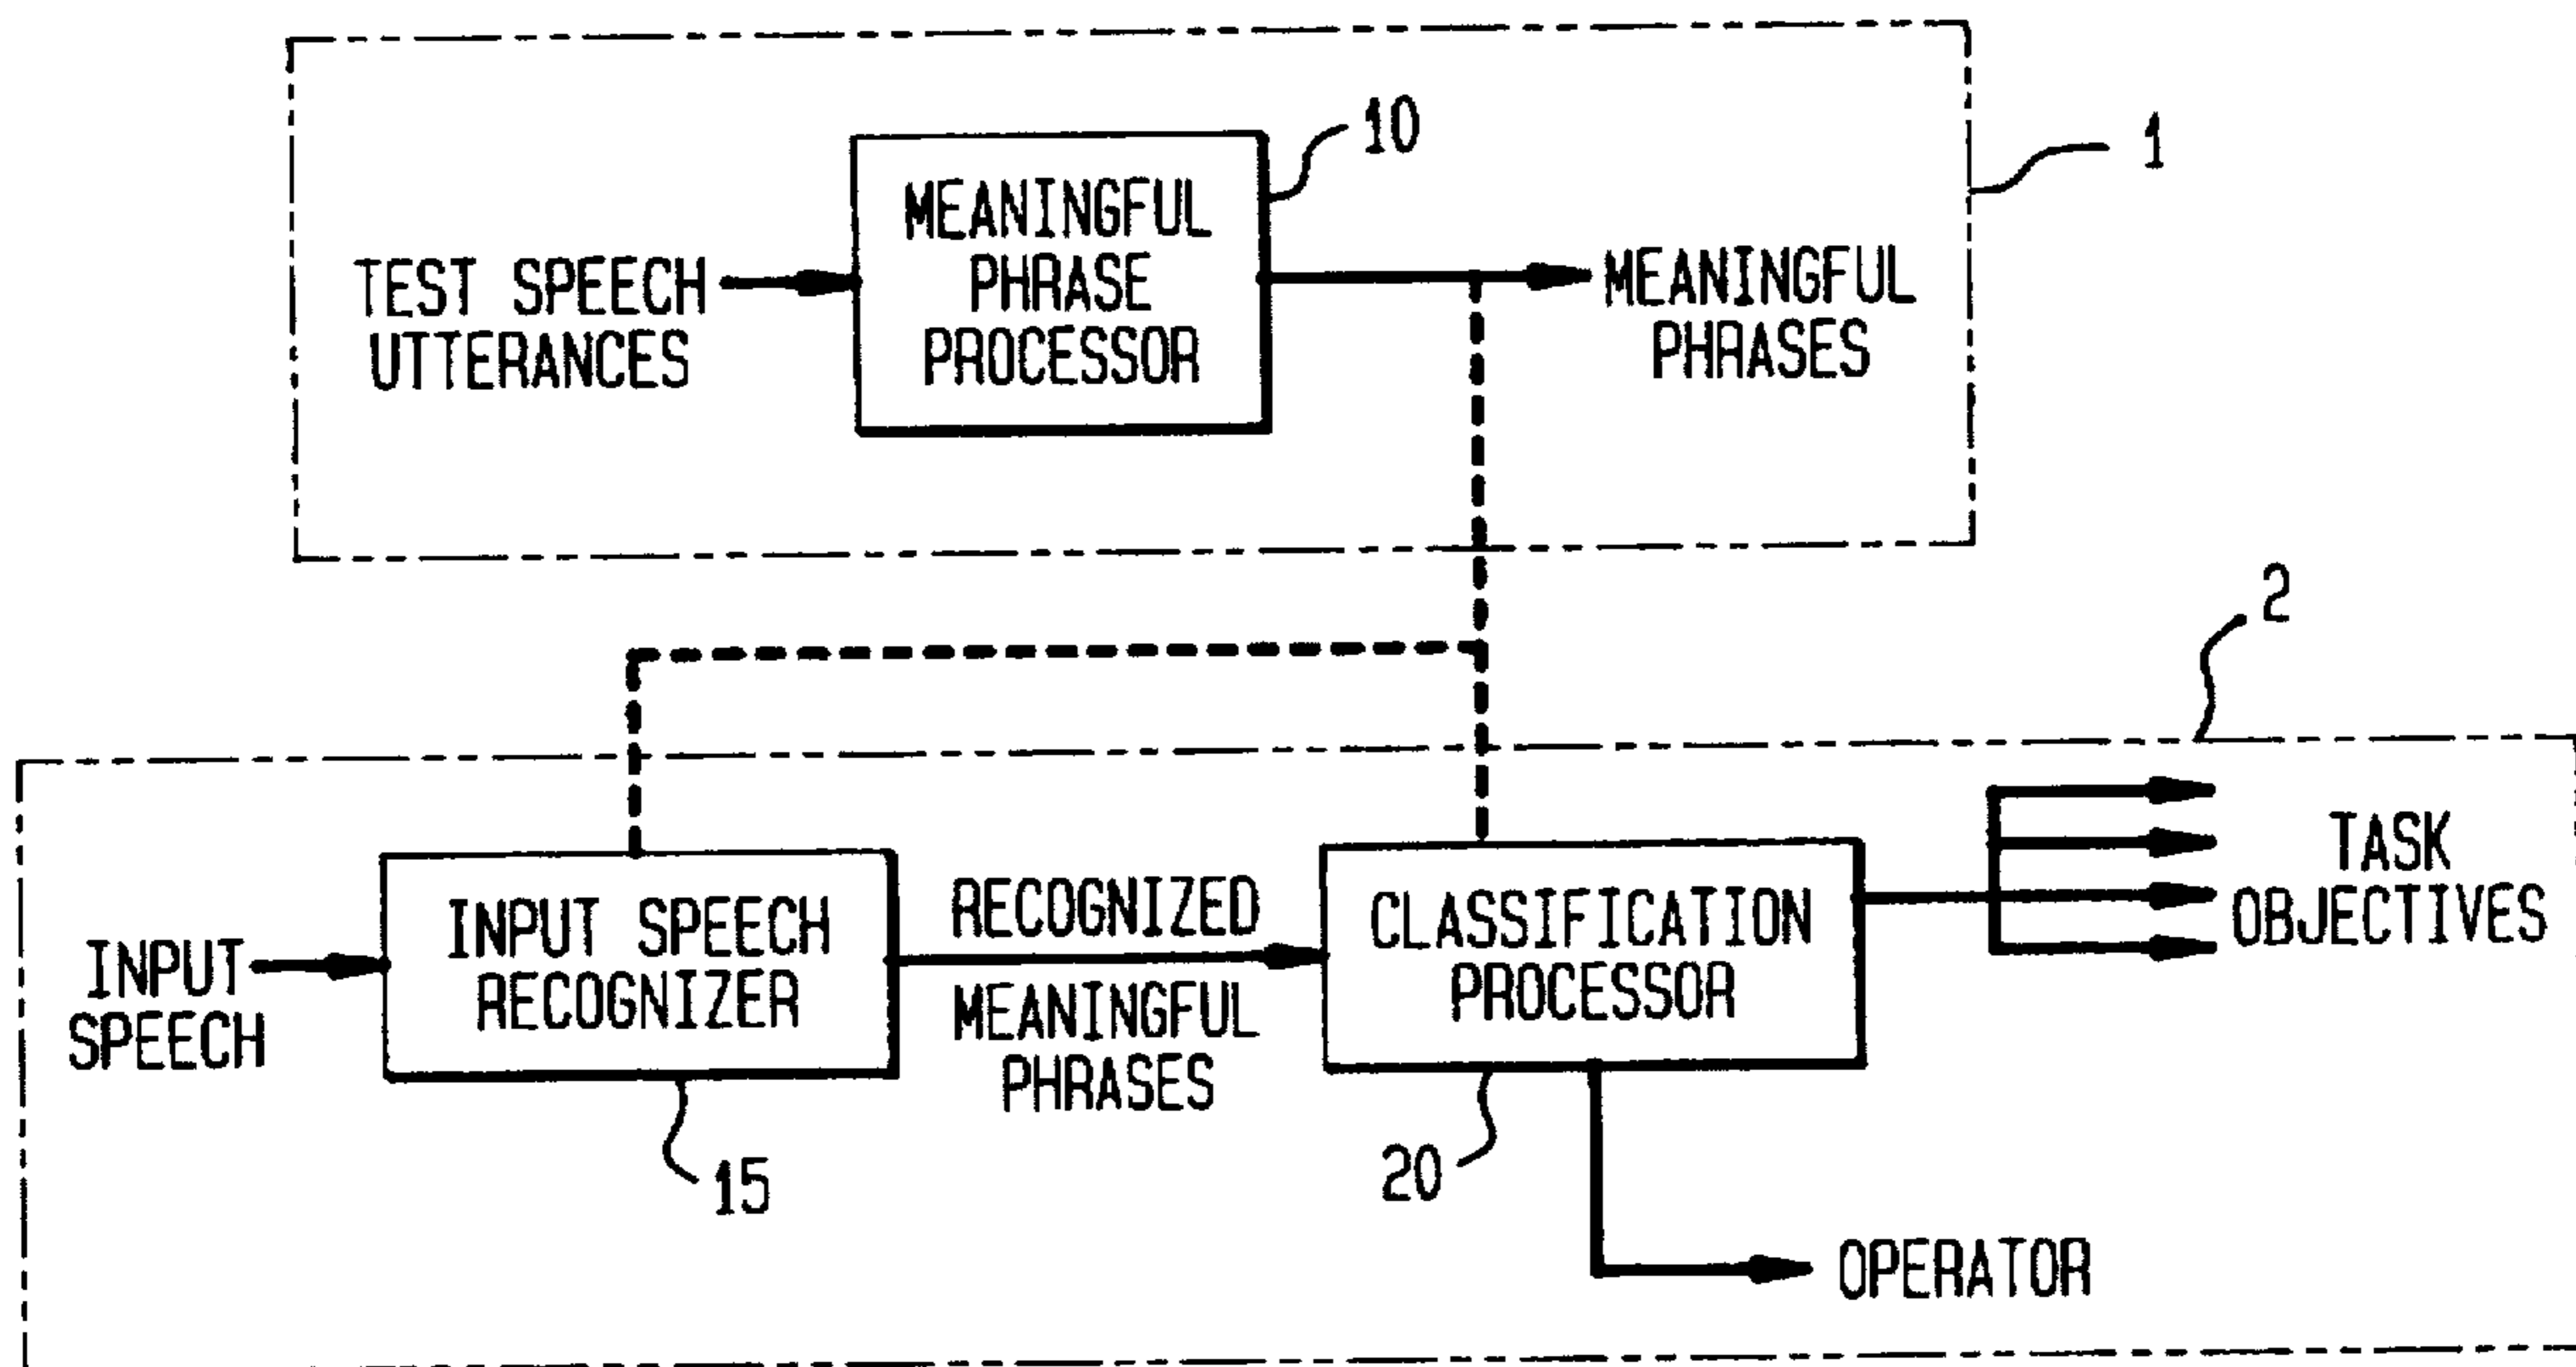 10
1
MEANINGFUL
PHRASE
PROCESSOR
TEST SPEECH
UTTERANCES
MEANINGFUL
PHRASES
2
INPUT
SPEECH
INPUT SPEECH
RECOGNIZER
15
RECOGNIZED
MEANINGFUL
PHRASES
CLASSIFICATION
PROCESSOR
20
TASK
OBJECTIVES
OPERATOR